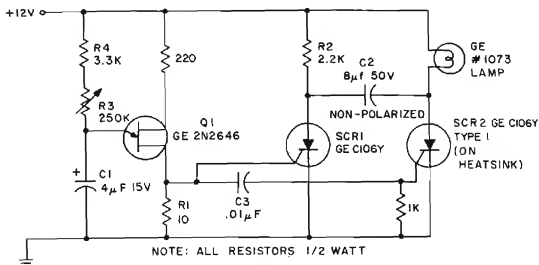 +12V
R4
3.3K
R3
250K
220
Q1
GE 2N2646
C1
4μF 15V
+
R1
10
C3
.01μF
R2
2.2K
C2
8μf 50V
NON-POLARIZED
SCR1
GE C106Y
GE
#1073
LAMP
SCR2 GE C106Y
TYPE 1
(ON
HEATSINK)
1K
NOTE: ALL RESISTORS 1/2 WATT